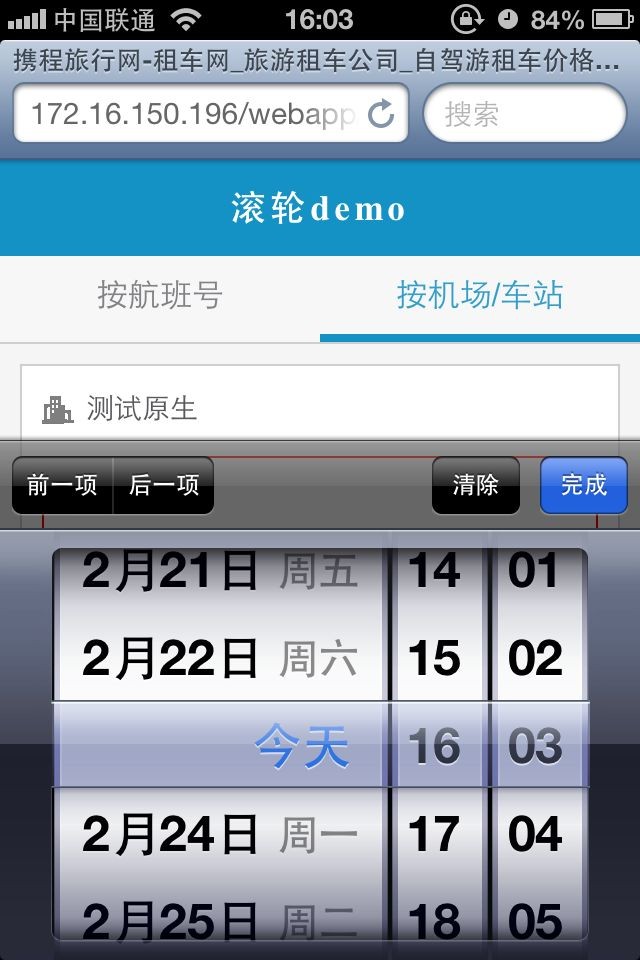 中国联通 16:03 84%
携程旅行网-租车网_旅游租车公司_自驾游租车价格...
172.16.150.196/webapp 搜索
滚轮demo
按航班号 按机场/车站
测试原生
前一项 后一项 清除 完成
2月21日 周五 14 01
2月22日 周六 15 02
今天 16 03
2月24日 周一 17 04
2月25日 周二 18 05